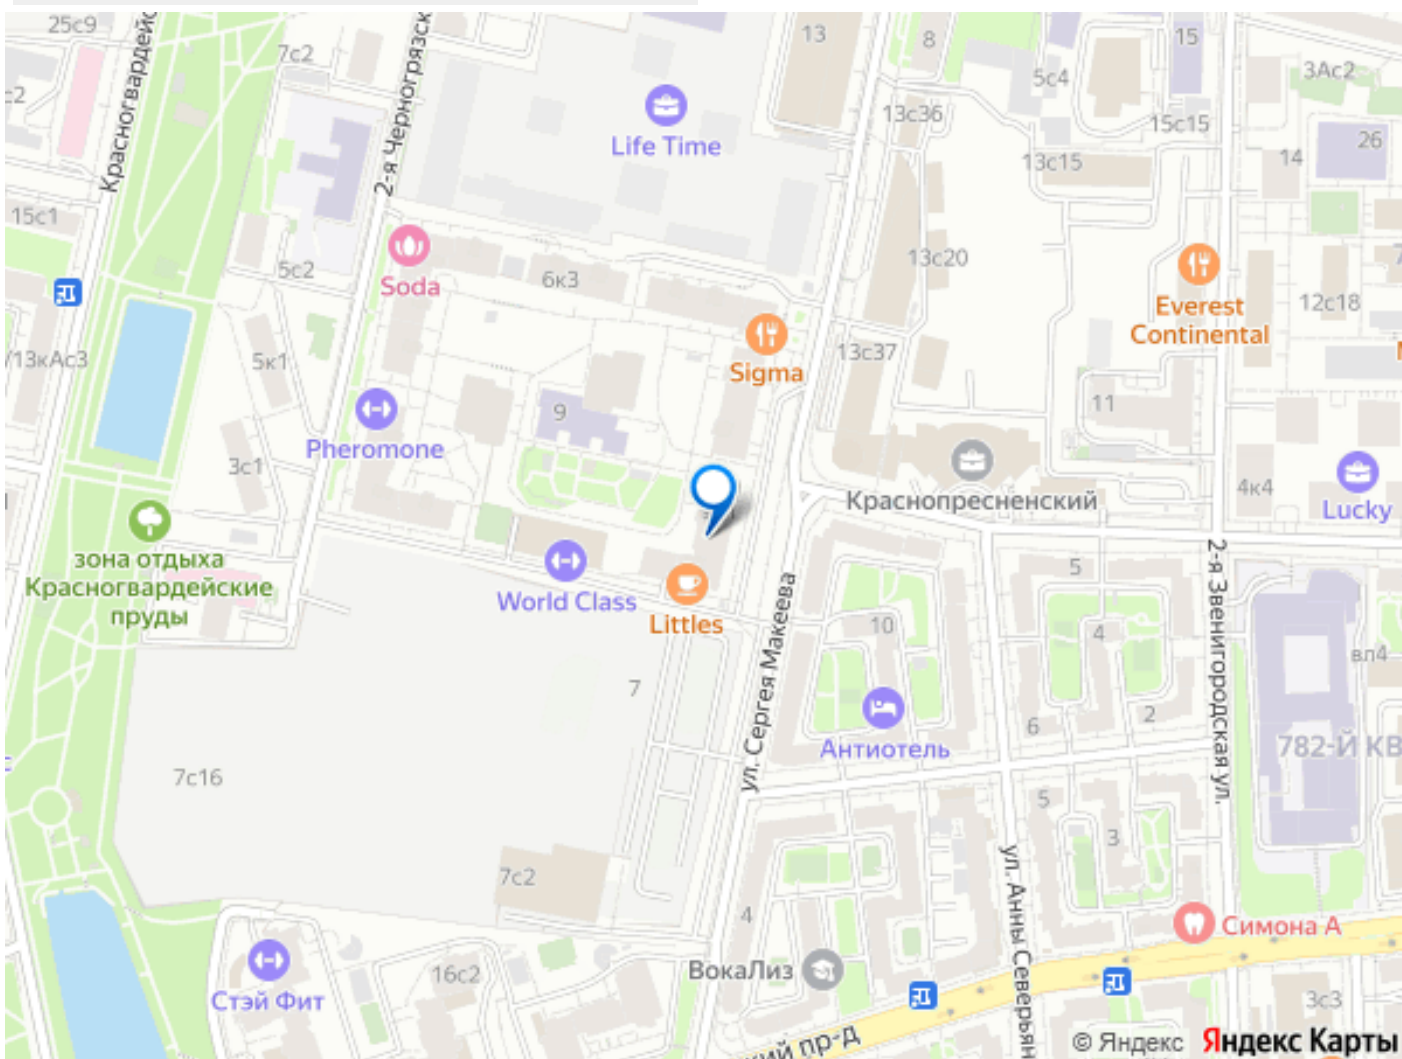 25с9
7с2
13
8
15
5с4
3Ас2
13с36
15с15
26
Life Time
13с15
14
Красногвардейс
2-я Черногрязск
15с1
5с2
Soda
6к3
13с20
Everest
Continental
12с18
/13кАс3
5к1
Sigma
13с37
11
9
Pheromone
3с1
Краснопресненский
4к4
Lucky
зона отдыха
Красногвардейские
пруды
World Class
Littles
ул. Сергея Макеева
10
5
4
2-я Звенигородская ул.
вл4
7
6
2
Антиотель
782-Й КВ
7с16
5
3
7с2
4
ул. Анны Северьян
Симона А
ВокаЛиз
16с2
Стэй Фит
3с3
кий пр-д
© Яндекс Яндекс Карты